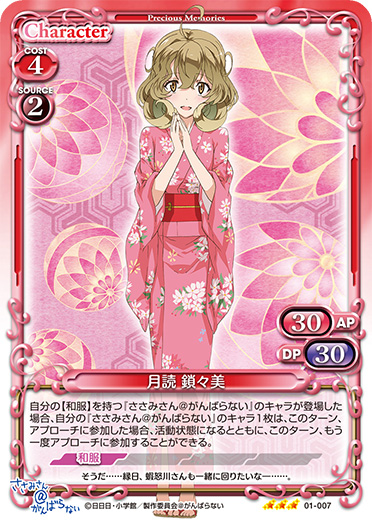 Precious Memories
Character
COST
4
SOURCE
2
30 AP
DP 30
月読 鎖々美
自分の【和服】を持つ『ささみさん@がんばらない』のキャラが登場した
場合、自分の『ささみさん@がんばらない』のキャラ1枚は、このターン、
アプローチに参加した場合、活動状態になるとともに、このターン、もう
一度アプローチに参加することができる。
和服
そうだ……縁日、蝦怒川さんも一緒に回りたいな……。
ささみさん
@
がんばらない
©日日日・小学館／製作委員会@がんばらない
★★★ 01-007